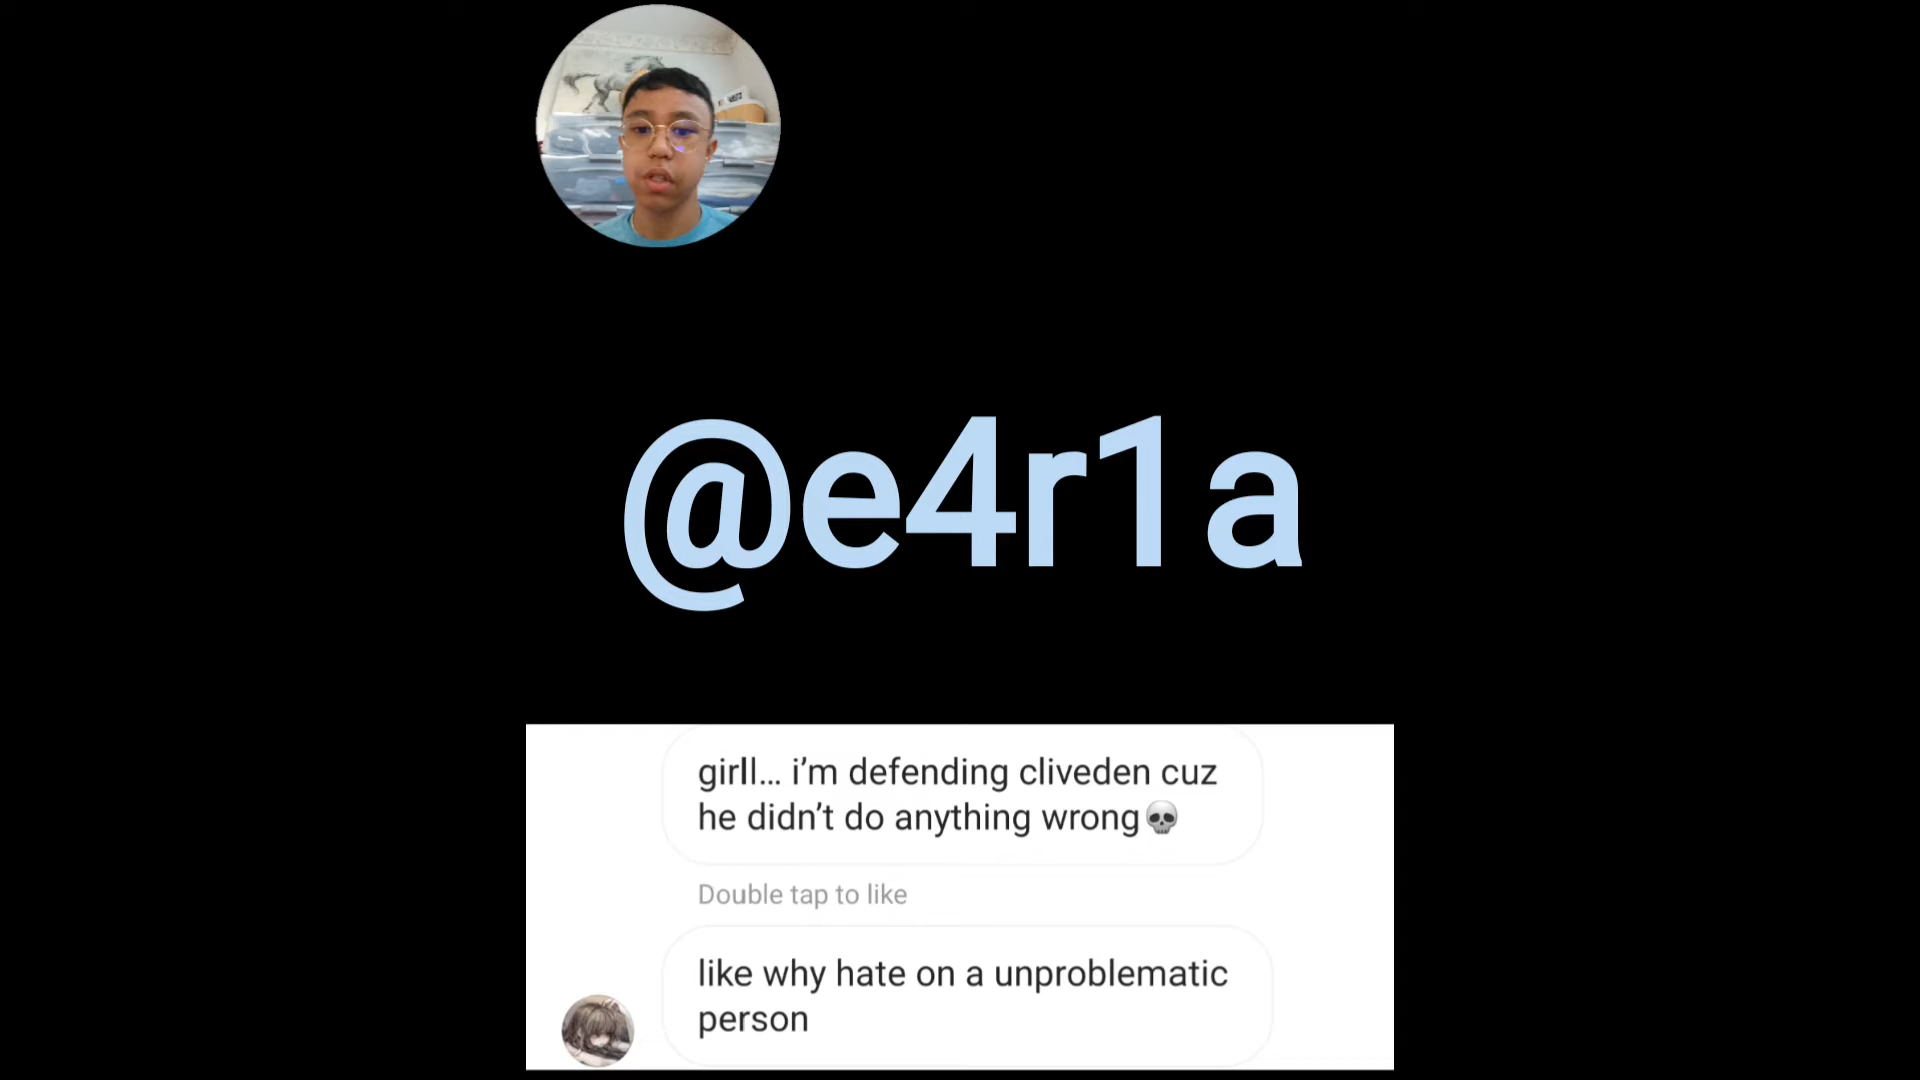 @e4r1a
girll... i’m defending cliveden cuz
he didn’t do anything wrong💀
Double tap to like
like why hate on a unproblematic
person